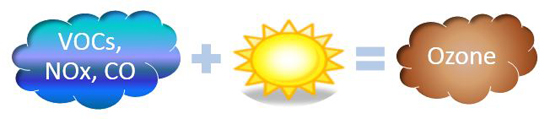 VOCs,
NOx, CO
+
=
Ozone